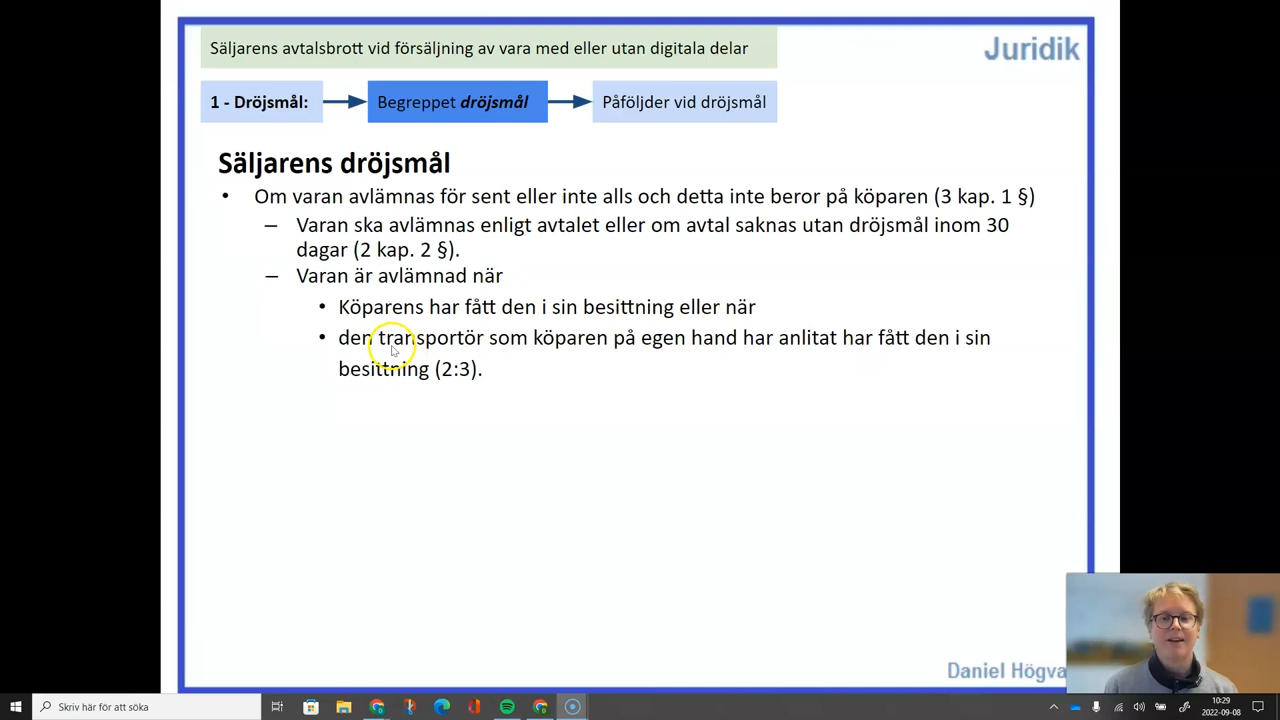 Säljarens avtalsbrott vid försäljning av vara med eller utan digitala delar
Juridik
1 - Dröjsmål:
Begreppet dröjsmål
Påföljder vid dröjsmål
Säljarens dröjsmål
• Om varan avlämnas för sent eller inte alls och detta inte beror på köparen (3 kap. 1 §)
– Varan ska avlämnas enligt avtalet eller om avtal saknas utan dröjsmål inom 30
dagar (2 kap. 2 §).
– Varan är avlämnad när
• Köparens har fått den i sin besittning eller när
• den transportör som köparen på egen hand har anlitat har fått den i sin
besittning (2:3).
Daniel Högva
Skriv här för att söka
10:29
2022-09-08